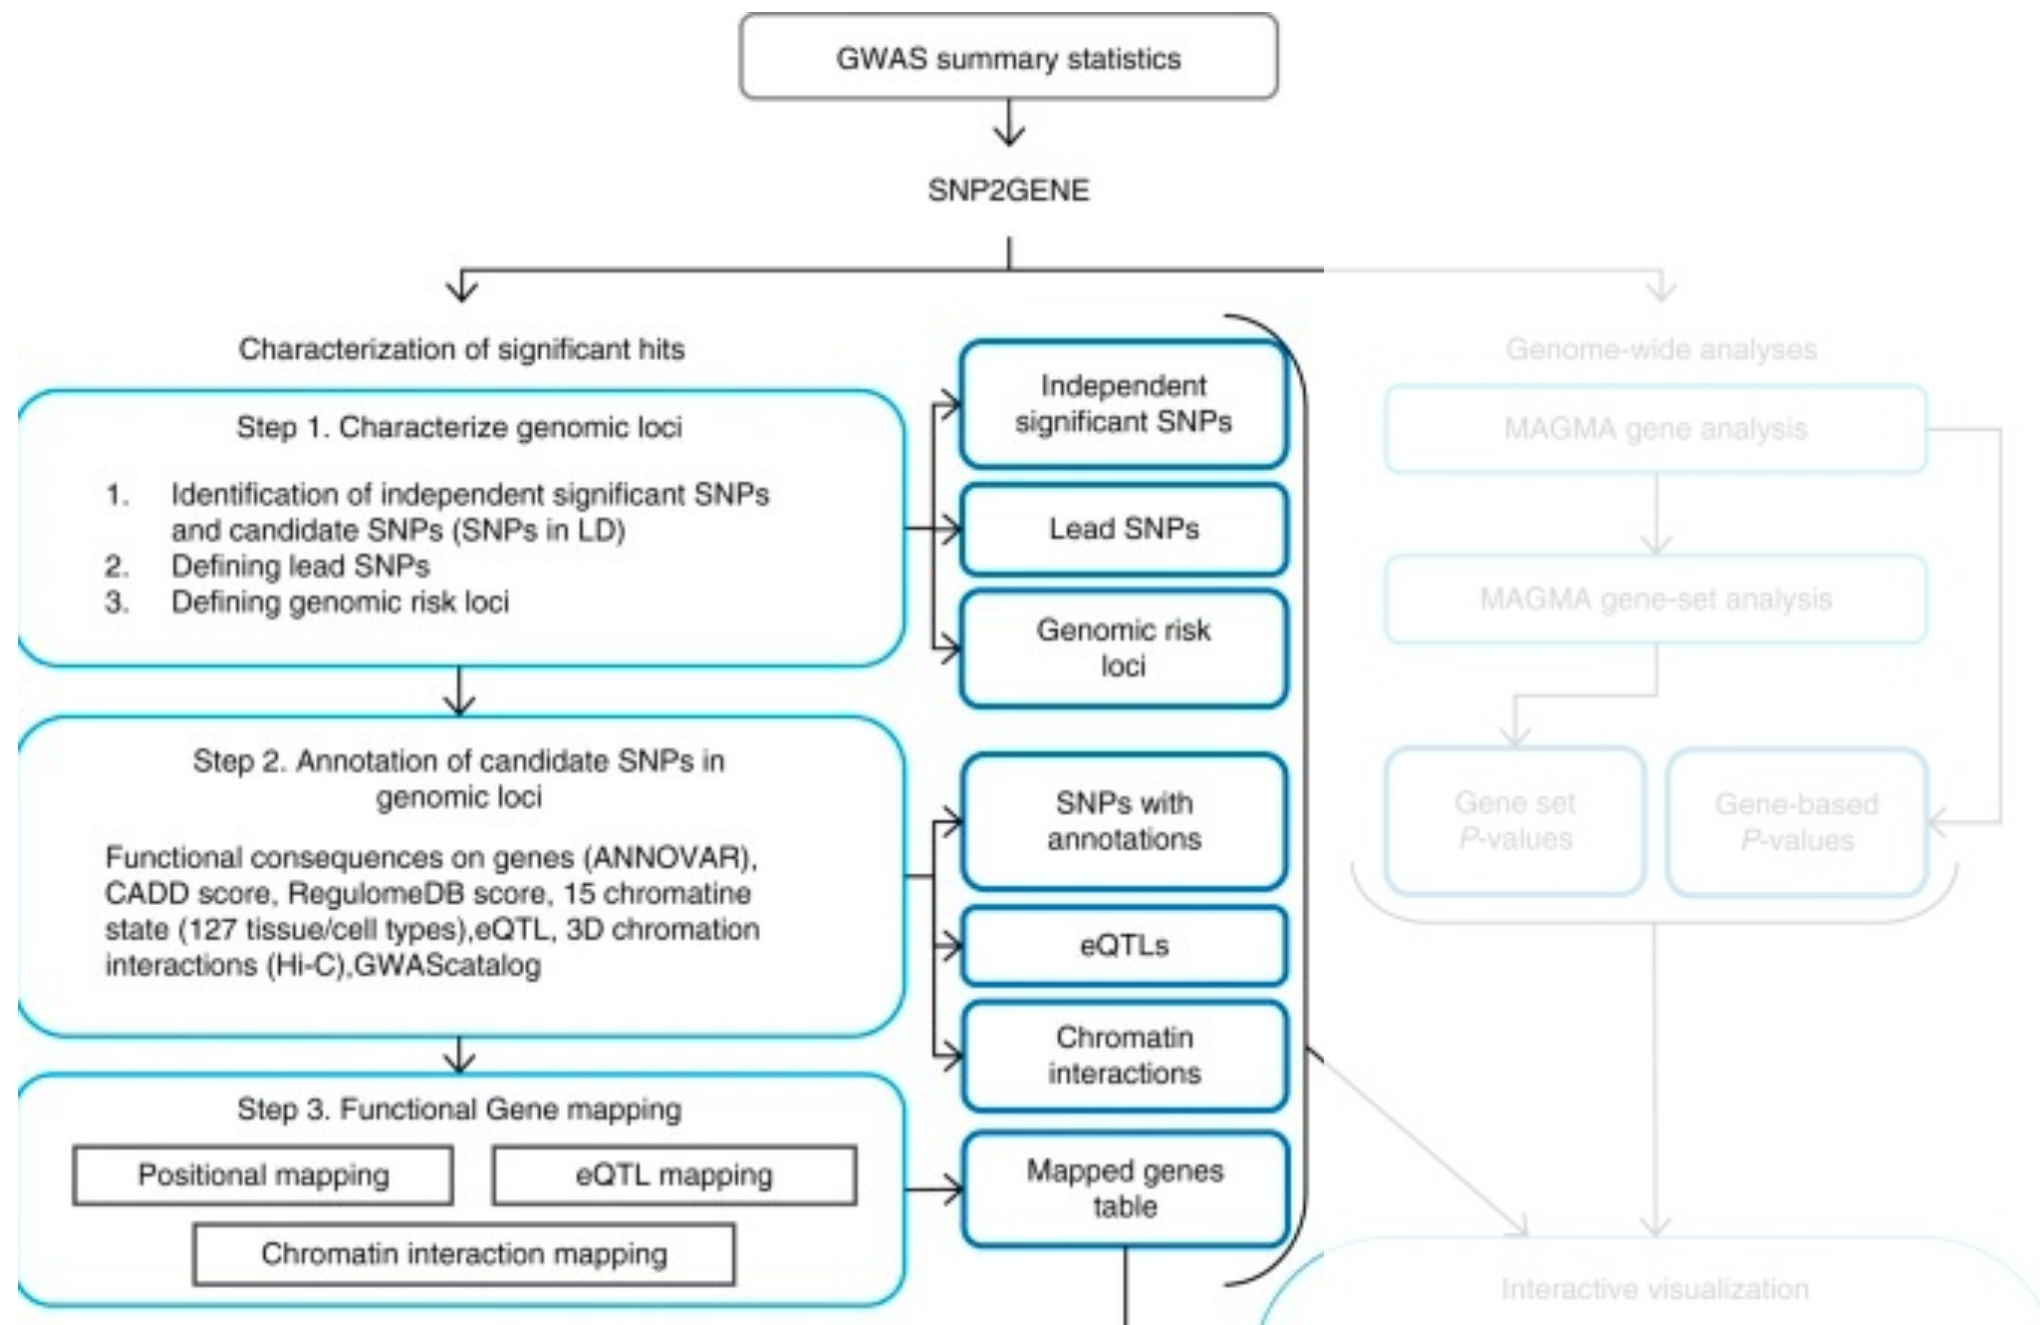 GWAS summary statistics
SNP2GENE
Characterization of significant hits
Step 1. Characterize genomic loci
1. Identification of independent significant SNPs
and candidate SNPs (SNPs in LD)
2. Defining lead SNPs
3. Defining genomic risk loci
Independent
significant SNPs
Lead SNPs
Genomic risk
loci
Step 2. Annotation of candidate SNPs in
genomic loci
Functional consequences on genes (ANNOVAR),
CADD score, RegulomeDB score, 15 chromatine
state (127 tissue/cell types),eQTL, 3D chromation
interactions (Hi-C),GWAScatalog
SNPs with
annotations
eQTLs
Chromatin
interactions
Step 3. Functional Gene mapping
Positional mapping
eQTL mapping
Chromatin interaction mapping
Mapped genes
table
Genome-wide analyses
MAGMA gene analysis
MAGMA gene-set analysis
Gene set
P-values
Gene-based
P-values
Interactive visualization